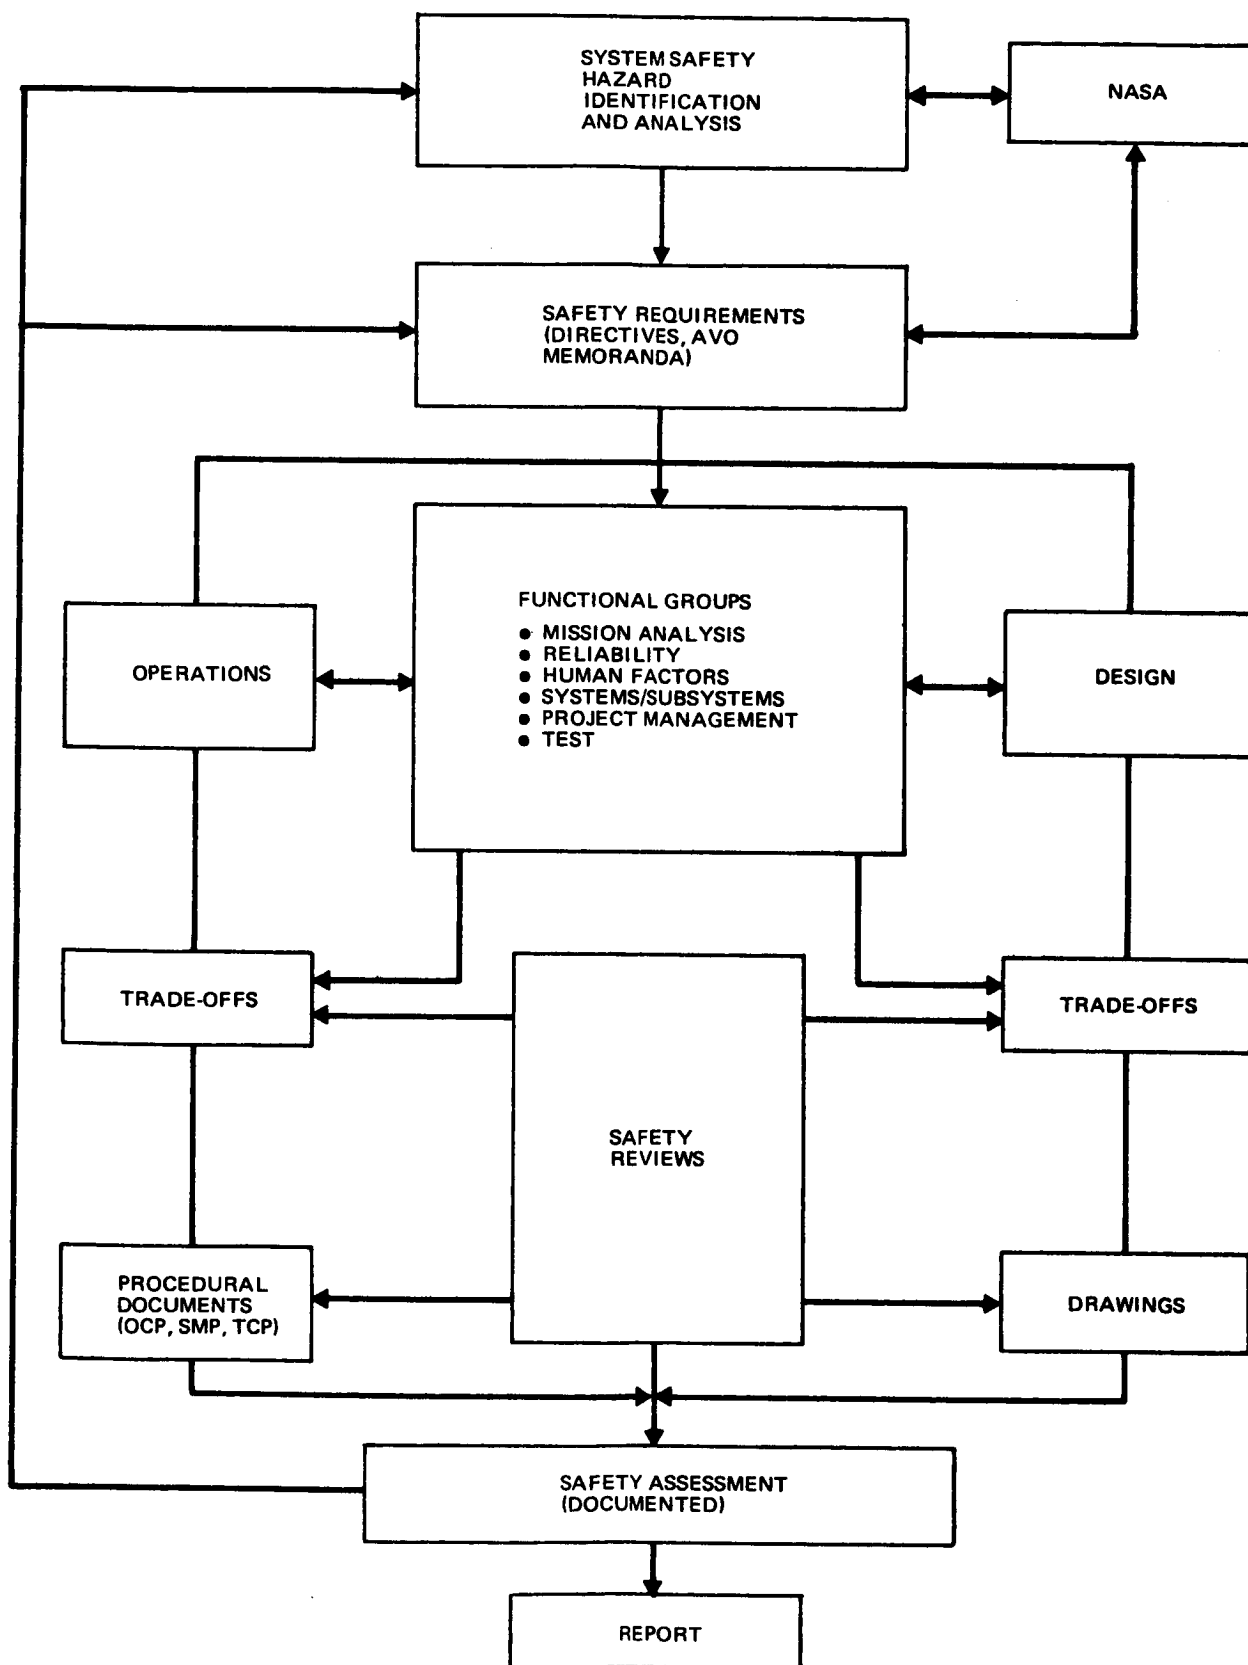 SYSTEM SAFETY
HAZARD
IDENTIFICATION
AND ANALYSIS
NASA
SAFETY REQUIREMENTS
(DIRECTIVES, AVO
MEMORANDA)
FUNCTIONAL GROUPS
● MISSION ANALYSIS
● RELIABILITY
● HUMAN FACTORS
● SYSTEMS/SUBSYSTEMS
● PROJECT MANAGEMENT
● TEST
OPERATIONS
DESIGN
TRADE-OFFS
TRADE-OFFS
SAFETY
REVIEWS
PROCEDURAL
DOCUMENTS
(OCP, SMP, TCP)
DRAWINGS
SAFETY ASSESSMENT
(DOCUMENTED)
REPORT